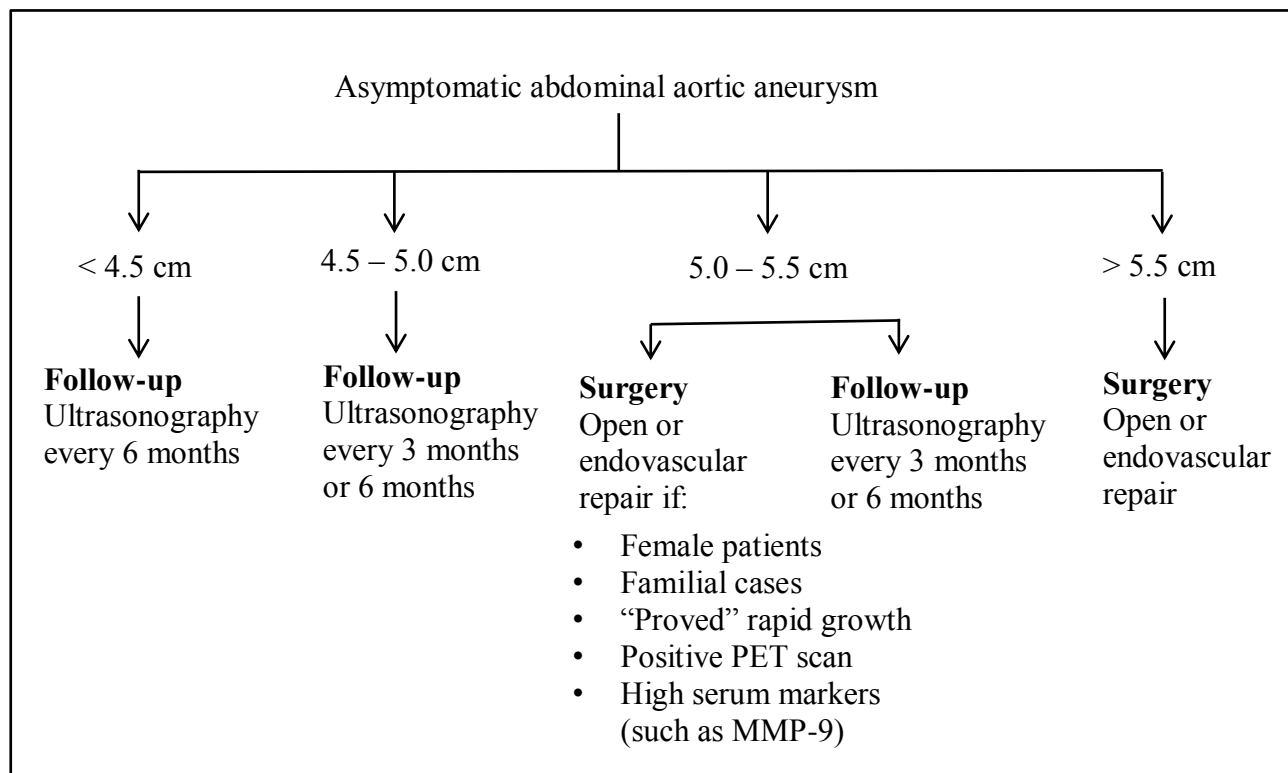 Asymptomatic abdominal aortic aneurysm
< 4.5 cm
4.5 – 5.0 cm
5.0 – 5.5 cm
> 5.5 cm
Follow-up
Ultrasonography
every 6 months
Follow-up
Ultrasonography
every 3 months
or 6 months
Surgery
Open or
endovascular
repair if:
• Female patients
• Familial cases
• “Proved” rapid growth
• Positive PET scan
• High serum markers
(such as MMP-9)
Follow-up
Ultrasonography
every 3 months
or 6 months
Surgery
Open or
endovascular
repair